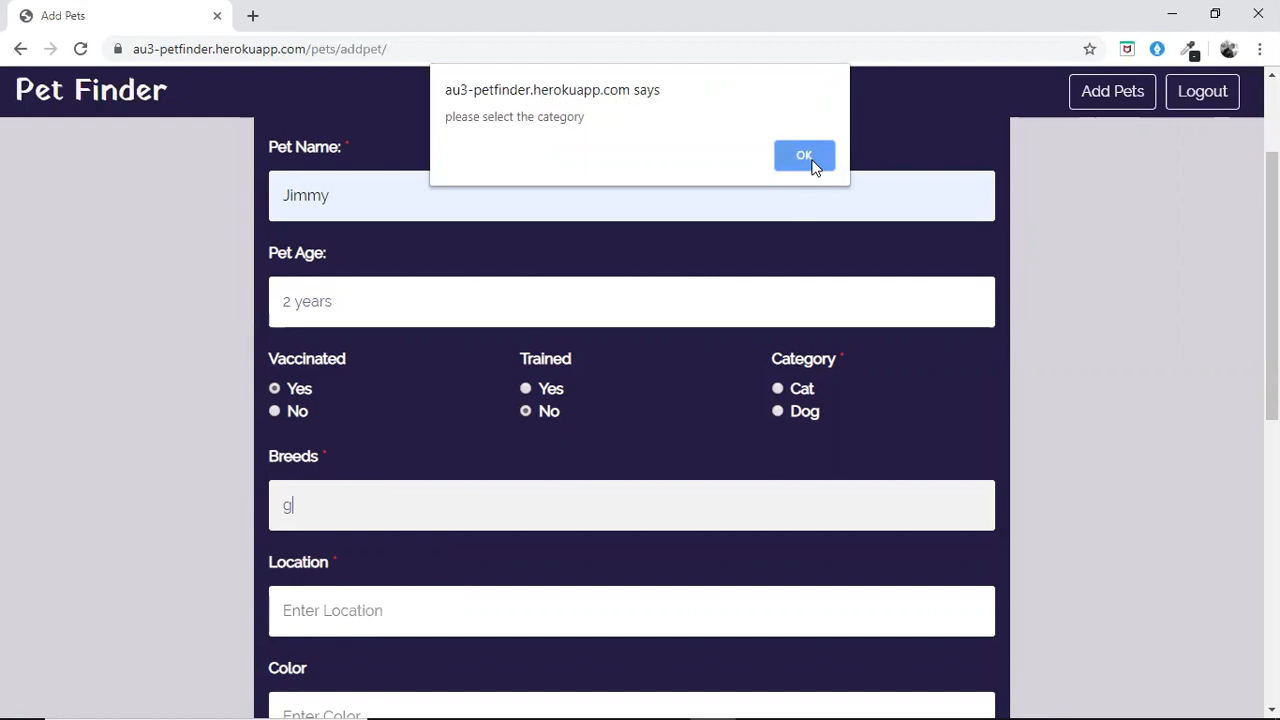 Add Pets
au3-petfinder.herokuapp.com/pets/addpet/
Pet Finder
Add Pets
Logout
au3-petfinder.herokuapp.com says
please select the category
OK
Pet Name: *
Jimmy
Pet Age:
2 years
Vaccinated
Trained
Category *
Yes
Yes
Cat
No
No
Dog
Breeds *
g
Location *
Enter Location
Color
Enter Color